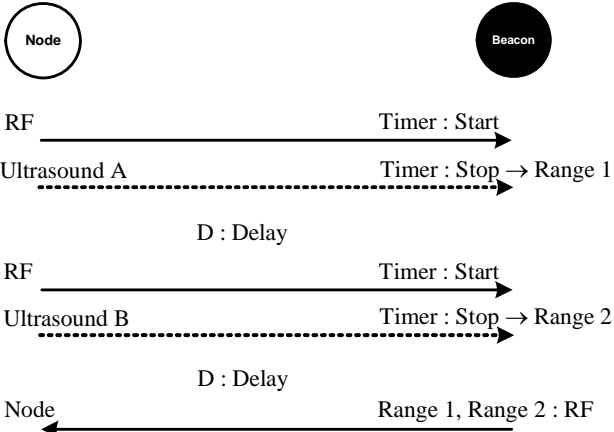 Node Beacon
RF Timer : Start
Ultrasound A Timer : Stop → Range 1
D : Delay
RF Timer : Start
Ultrasound B Timer : Stop → Range 2
D : Delay
Node Range 1, Range 2 : RF